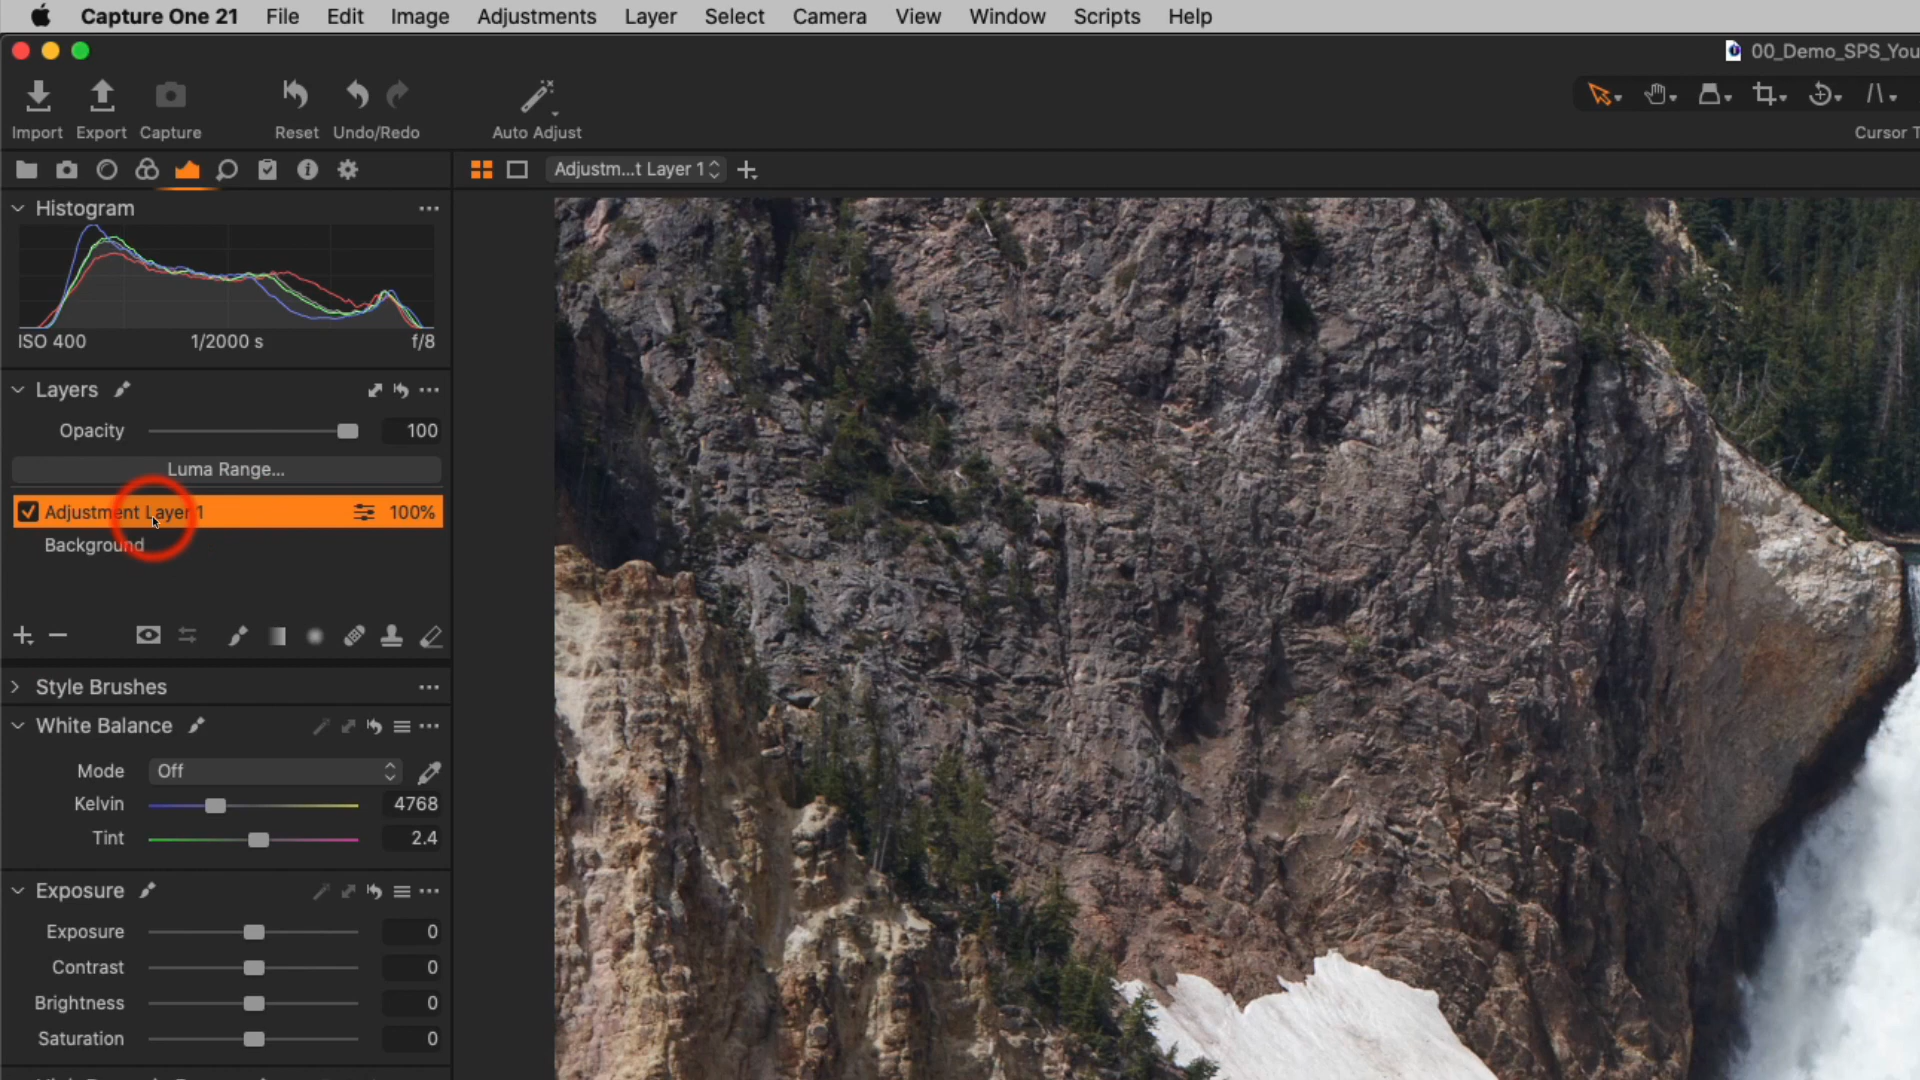 Capture One 21 File Edit Image Adjustments Layer Select Camera View Window Scripts Help
00_Demo_SPS_You
Import Export Capture Reset Undo/Redo Auto Adjust Cursor T
Adjustm...t Layer 1
Histogram
ISO 400 1/2000 s f/8
Layers
Opacity 100
Luma Range...
Adjustment Layer 1 100%
Background
Style Brushes
White Balance
Mode Off
Kelvin 4768
Tint 2.4
Exposure
Exposure 0
Contrast 0
Brightness 0
Saturation 0